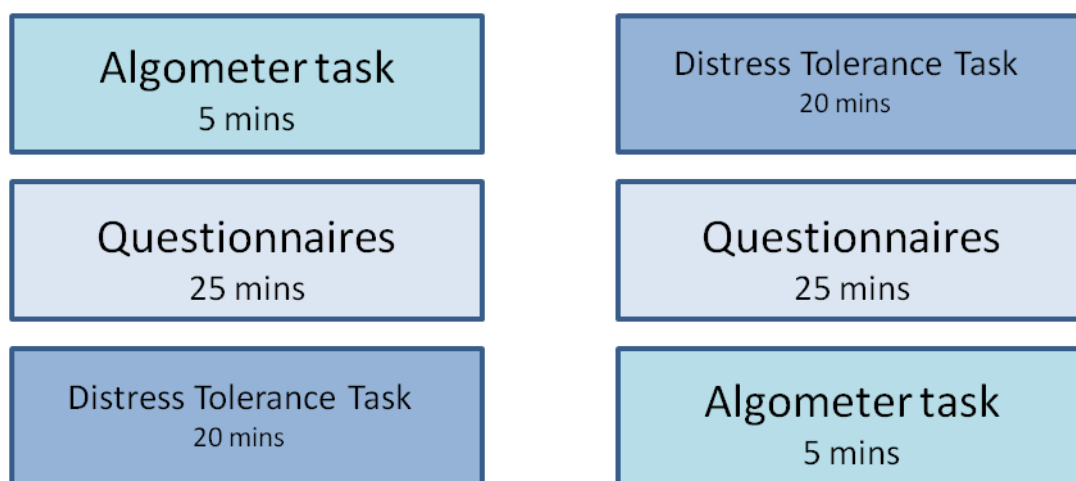 Algometer task
5 mins
Distress Tolerance Task
20 mins
Questionnaires
25 mins
Questionnaires
25 mins
Distress Tolerance Task
20 mins
Algometer task
5 mins